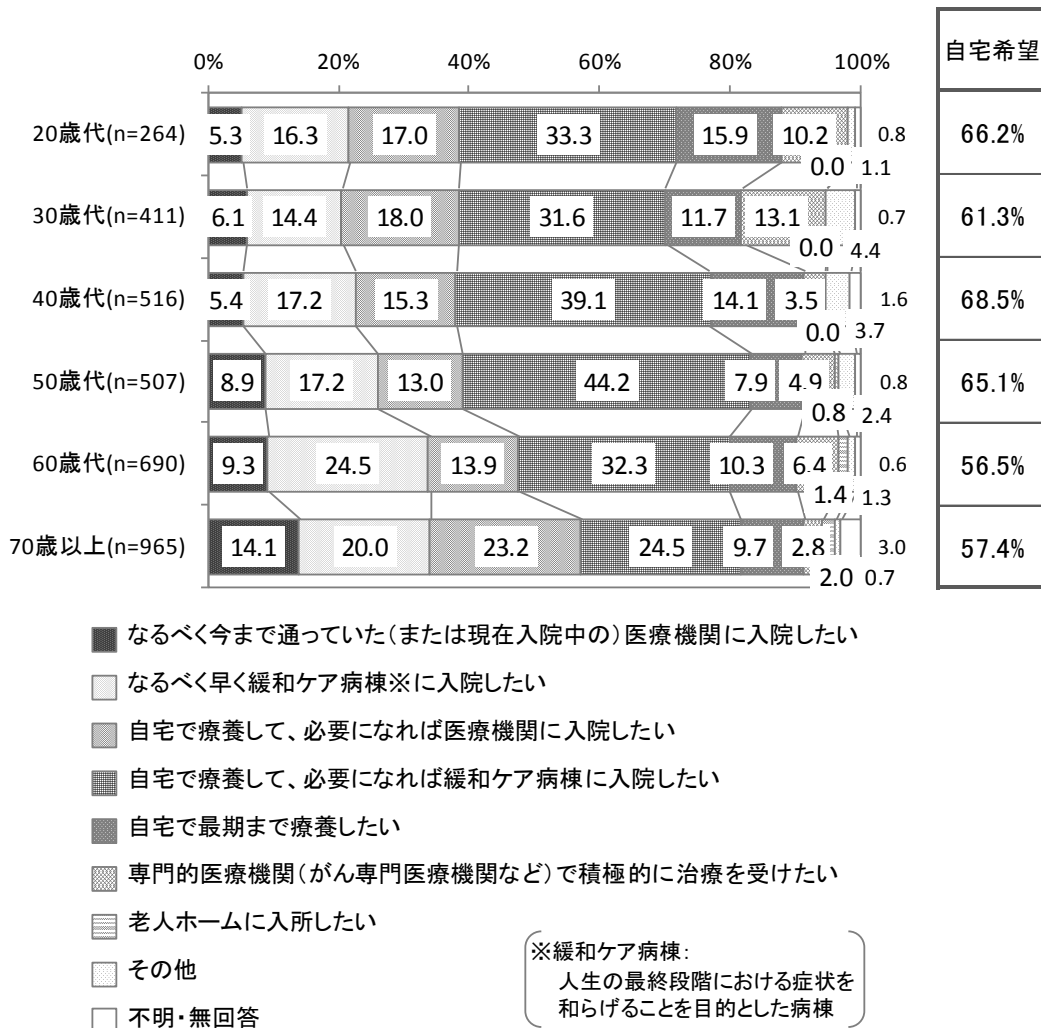 自宅希望
0% 20% 40% 60% 80% 100%
20歳代(n=264) 5.3 16.3 17.0 33.3 15.9 10.2 0.8 66.2%
0.0 1.1
30歳代(n=411) 6.1 14.4 18.0 31.6 11.7 13.1 0.7 61.3%
0.0 4.4
40歳代(n=516) 5.4 17.2 15.3 39.1 14.1 3.5 1.6 68.5%
0.0 3.7
50歳代(n=507) 8.9 17.2 13.0 44.2 7.9 4.9 0.8 65.1%
0.8 2.4
60歳代(n=690) 9.3 24.5 13.9 32.3 10.3 6.4 0.6 56.5%
1.4 1.3
70歳以上(n=965) 14.1 20.0 23.2 24.5 9.7 2.8 3.0 57.4%
2.0 0.7
なるべく今まで通っていた(または現在入院中の)医療機関に入院したい
なるべく早く緩和ケア病棟※に入院したい
自宅で療養して、必要になれば医療機関に入院したい
自宅で療養して、必要になれば緩和ケア病棟に入院したい
自宅で最期まで療養したい
専門的医療機関(がん専門医療機関など)で積極的に治療を受けたい
老人ホームに入所したい
その他
不明・無回答
※緩和ケア病棟:
人生の最終段階における症状を
和らげることを目的とした病棟